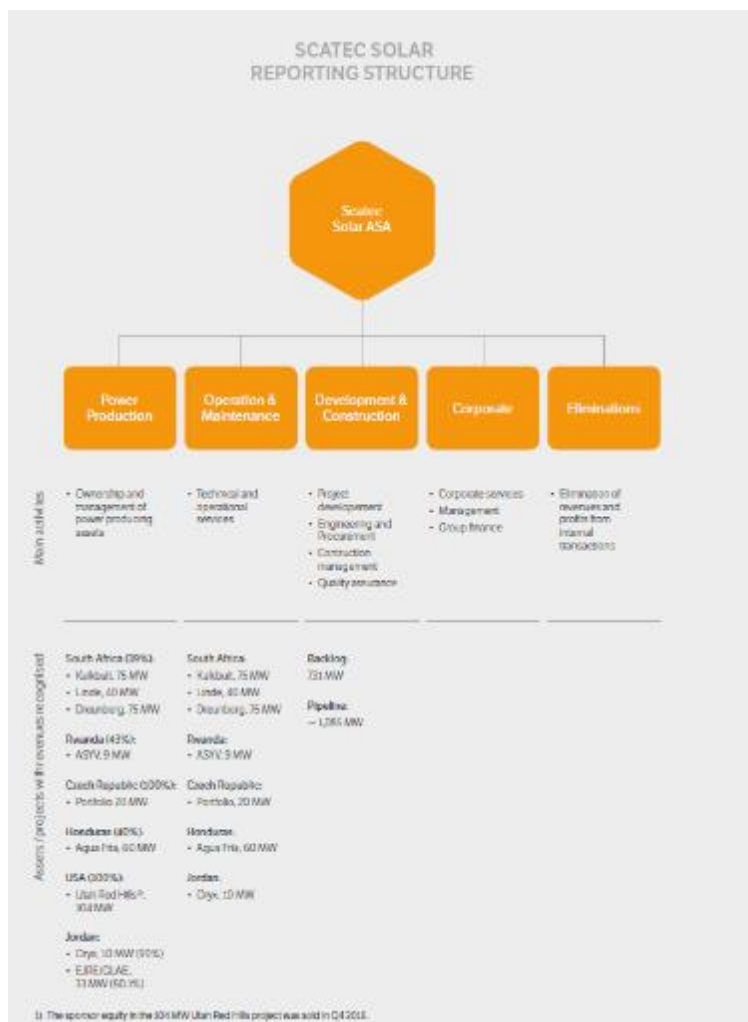 SCATEC SOLAR
REPORTING STRUCTURE
Scatec
Solar ASA
Power
Production
Operation &
Maintenance
Development &
Construction
Corporate
Eliminations
Main activities
• Ownership and
management of
power producing
assets
• Technical and
operational
services
• Project
developement
• Engineering and
Procurement
• Contruction
management
• Quality assurance
• Corporate services
• Management
• Group finance
• Elimination of
revenues and
profits from
internal
transactions
Assets / projects with revenues recognised
South Africa (39%):
• Kalkbult, 75 MW
• Linde, 40 MW
• Dreunberg, 75 MW
Rwanda (43%):
• ASYV, 9 MW
Czech Republic (100%):
• Portfolio 20 MW
Honduras (40%):
• Agua Fria, 60 MW
USA (100%):
• Utah Red Hills¹⁾,
104 MW
Jordan:
• Oryx, 10 MW (90%)
• EJRE/GLAE,
33 MW
South Africa:
• Kalkbult, 75 MW
• Linde, 40 MW
• Dreunberg, 75 MW
Rwanda:
• ASYV, 9 MW
Czech Republic:
• Portfolio, 20 MW
Honduras:
• Agua Fria, 60 MW
Jordan:
• Oryx, 10 MW
Backlog:
MW
Pipeline:
MW
1) The sponsor equity in the 104 MW Utah Red Hills project was sold in Q4